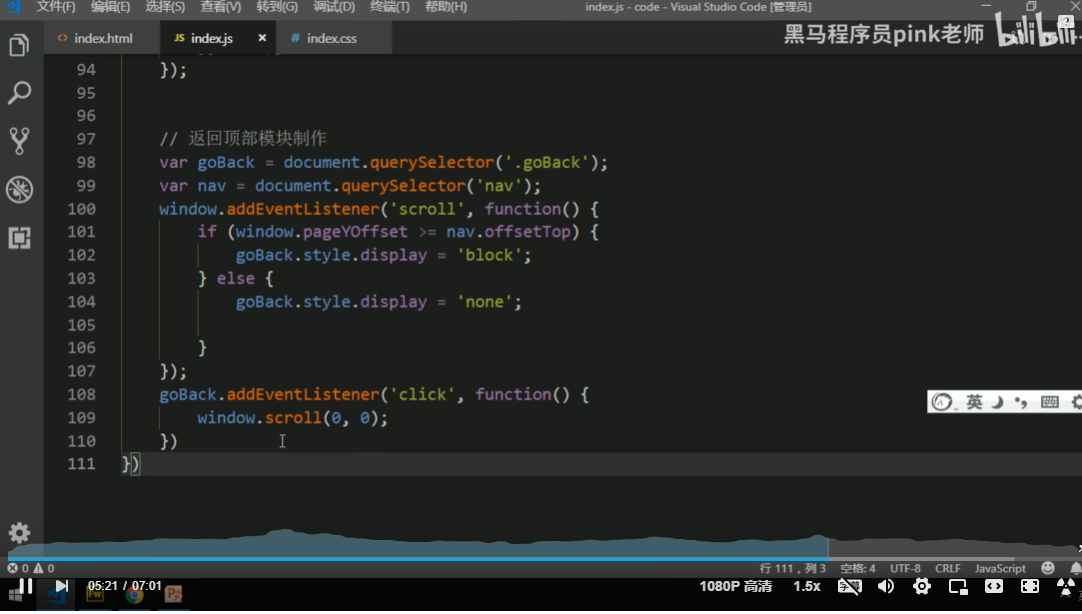 文件(F) 编辑(E) 选择(S) 查看(V) 转到(G) 调试(D) 终端(T) 帮助(H) index.js - code - Visual Studio Code [管理员]
<> index.html JS index.js × # index.css 黑马程序员pink老师 bilibili
94 });
95
96
97 // 返回顶部模块制作
98 var goBack = document.querySelector('.goBack');
99 var nav = document.querySelector('nav');
100 window.addEventListener('scroll', function() {
101 if (window.pageYOffset >= nav.offsetTop) {
102 goBack.style.display = 'block';
103 } else {
104 goBack.style.display = 'none';
105
106 }
107 });
108 goBack.addEventListener('click', function() {
109 window.scroll(0, 0);
110 })
111 })
英
0 0 行 111，列 3 空格: 4 UTF-8 CRLF JavaScript
05:21 / 07:01 1080P 高清 1.5x 字幕